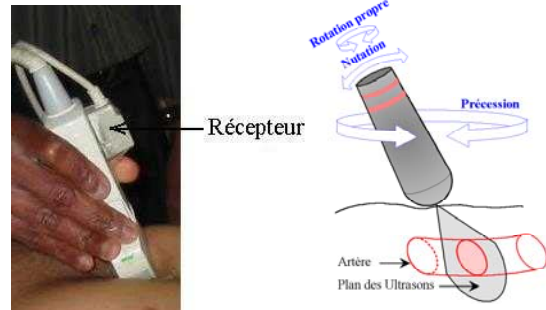 Récepteur
Rotation propre
Nutation
Précession
Artère
Plan des Ultrasons